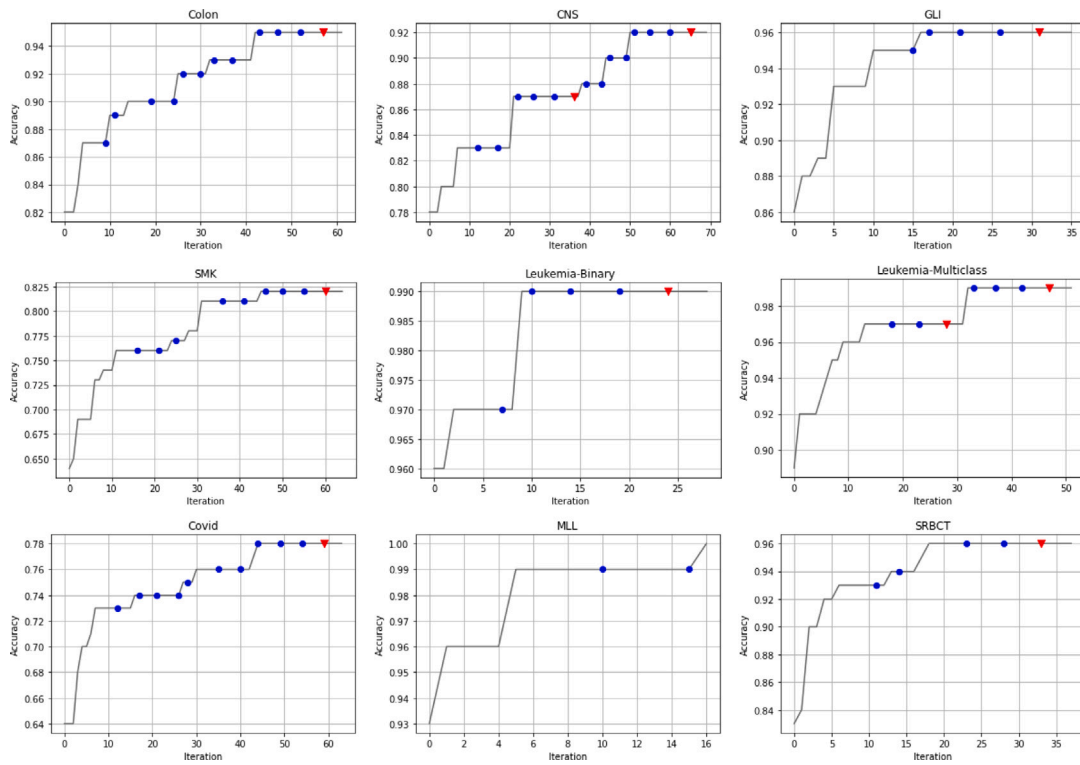 Colon
Accuracy
0.94
0.92
0.90
0.88
0.86
0.84
0.82
0 10 20 30 40 50 60
Iteration
CNS
Accuracy
0.92
0.90
0.88
0.86
0.84
0.82
0.80
0.78
0 10 20 30 40 50 60 70
Iteration
GLI
Accuracy
0.96
0.94
0.92
0.90
0.88
0.86
0 5 10 15 20 25 30 35
Iteration
SMK
Accuracy
0.825
0.800
0.775
0.750
0.725
0.700
0.675
0.650
0 10 20 30 40 50 60
Iteration
Leukemia-Binary
Accuracy
0.990
0.985
0.980
0.975
0.970
0.965
0.960
0 5 10 15 20 25
Iteration
Leukemia-Multiclass
Accuracy
0.98
0.96
0.94
0.92
0.90
0 10 20 30 40 50
Iteration
Covid
Accuracy
0.78
0.76
0.74
0.72
0.70
0.68
0.66
0.64
0 10 20 30 40 50 60
Iteration
MLL
Accuracy
1.00
0.99
0.98
0.97
0.96
0.95
0.94
0.93
0 2 4 6 8 10 12 14 16
Iteration
SRBCT
Accuracy
0.96
0.94
0.92
0.90
0.88
0.86
0.84
0 5 10 15 20 25 30 35
Iteration